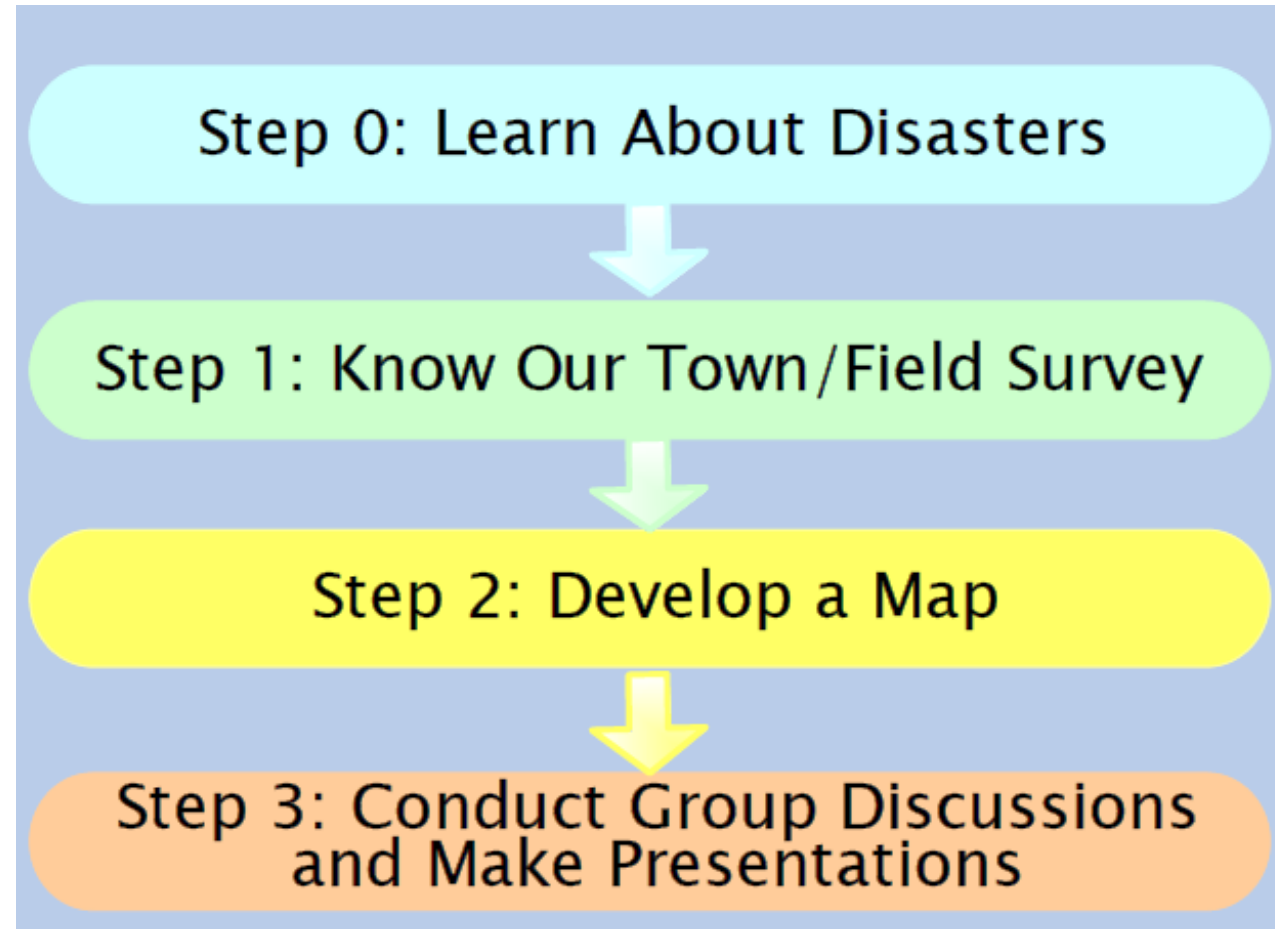 Step 0: Learn About Disasters
Step 1: Know Our Town/Field Survey
Step 2: Develop a Map
Step 3: Conduct Group Discussions
and Make Presentations